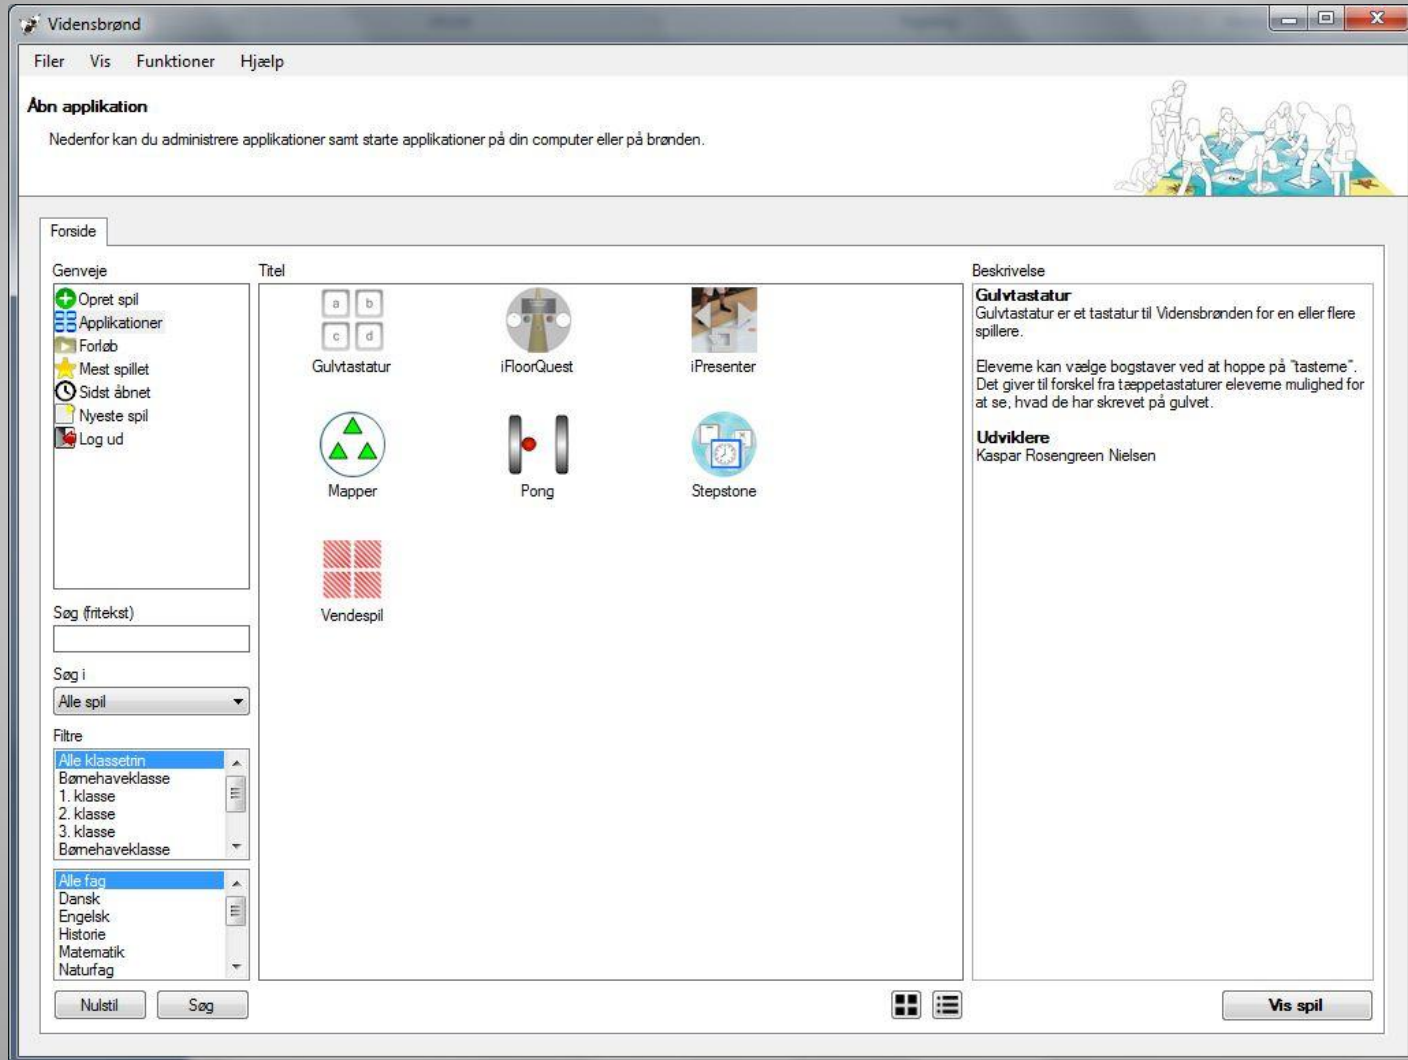 Vidensbrønd
Filer Vis Funktioner Hjælp
Åbn applikation
Nedenfor kan du administrere applikationer samt starte applikationer på din computer eller på brønden.
Forside
Genveje
Opret spil
Applikationer
Forløb
Mest spillet
Sidst åbnet
Nyeste spil
Log ud
Søg (fritekst)
Søg i
Alle spil
Filtre
Alle klassetrin
Børnehaveklasse
1. klasse
2. klasse
3. klasse
Børnehaveklasse
Alle fag
Dansk
Engelsk
Historie
Matematik
Naturfag
Nulstil Søg
Titel
a b
c d
Gulvtastatur iFloorQuest iPresenter
Mapper Pong Stepstone
Vendespil
Beskrivelse
Gulvtastatur
Gulvtastatur er et tastatur til Vidensbrønden for en eller flere
spillere.
Eleverne kan vælge bogstaver ved at hoppe på "tasterne".
Det giver til forskel fra tæppetastaturer eleverne mulighed for
at se, hvad de har skrevet på gulvet.
Udviklere
Kaspar Rosengreen Nielsen
Vis spil